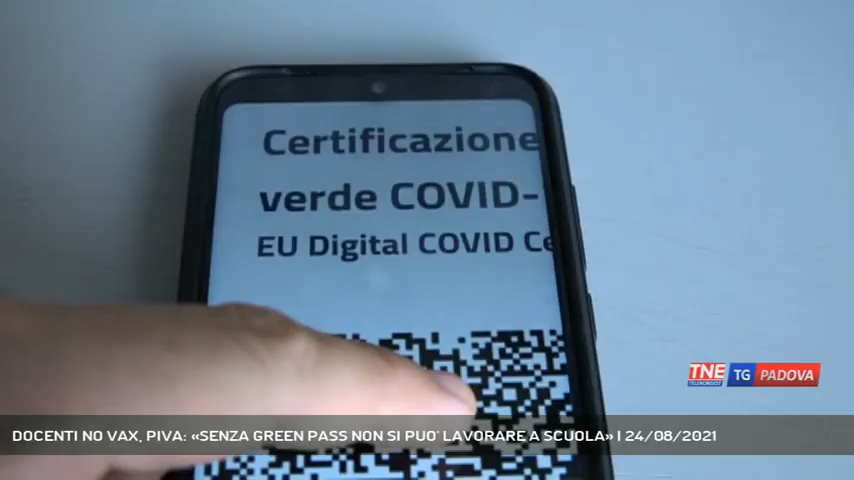 Certificazione
verde COVID-
EU Digital COVID Ce
TNE TG PADOVA
TELENORDEST
DOCENTI NO VAX, PIVA: «SENZA GREEN PASS NON SI PUO' LAVORARE A SCUOLA» | 24/08/2021